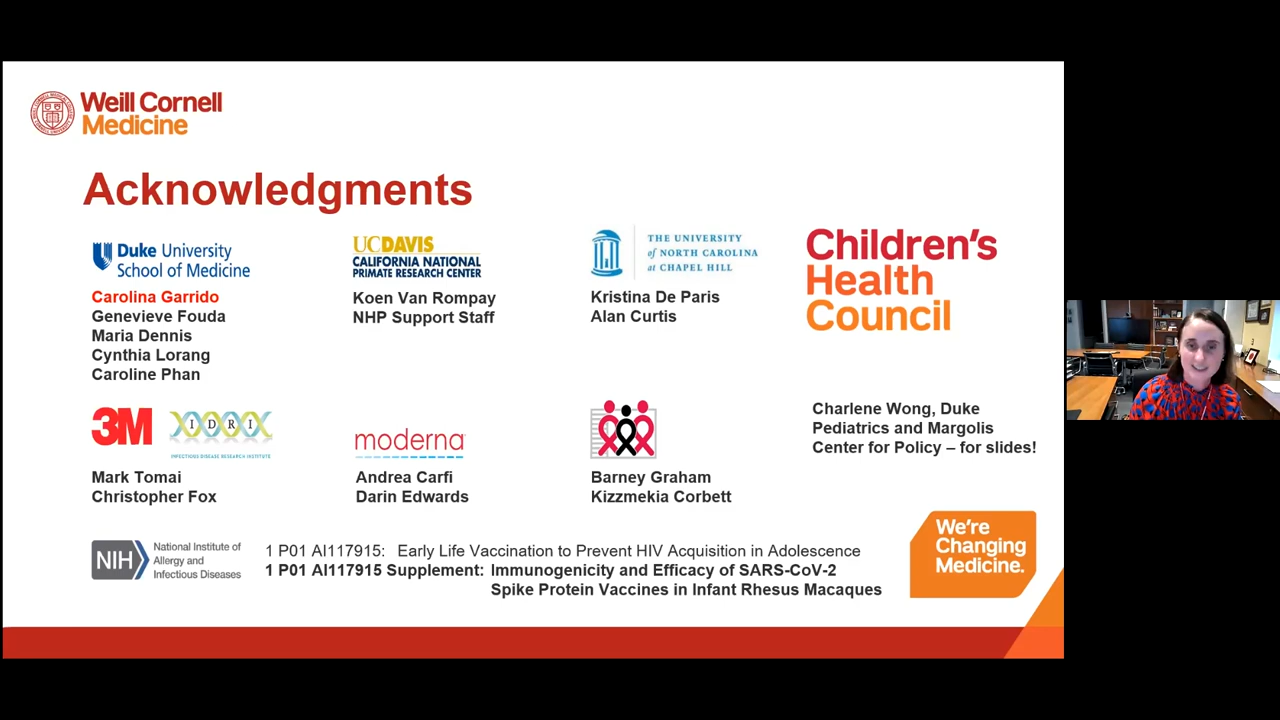 Weill Cornell
Medicine
Acknowledgments
Duke University
School of Medicine
Carolina Garrido
Genevieve Fouda
Maria Dennis
Cynthia Lorang
Caroline Phan
UCDAVIS
CALIFORNIA NATIONAL
PRIMATE RESEARCH CENTER
Koen Van Rompay
NHP Support Staff
THE UNIVERSITY
of NORTH CAROLINA
at CHAPEL HILL
Kristina De Paris
Alan Curtis
Children's
Health
Council
3M
IDRI
INFECTIOUS DISEASE RESEARCH INSTITUTE
Mark Tomai
Christopher Fox
moderna
Andrea Carfi
Darin Edwards
Barney Graham
Kizzmekia Corbett
Charlene Wong, Duke
Pediatrics and Margolis
Center for Policy – for slides!
NIH
National Institute of
Allergy and
Infectious Diseases
1 P01 AI117915: Early Life Vaccination to Prevent HIV Acquisition in Adolescence
1 P01 AI117915 Supplement: Immunogenicity and Efficacy of SARS-CoV-2
Spike Protein Vaccines in Infant Rhesus Macaques
We're
Changing
Medicine.